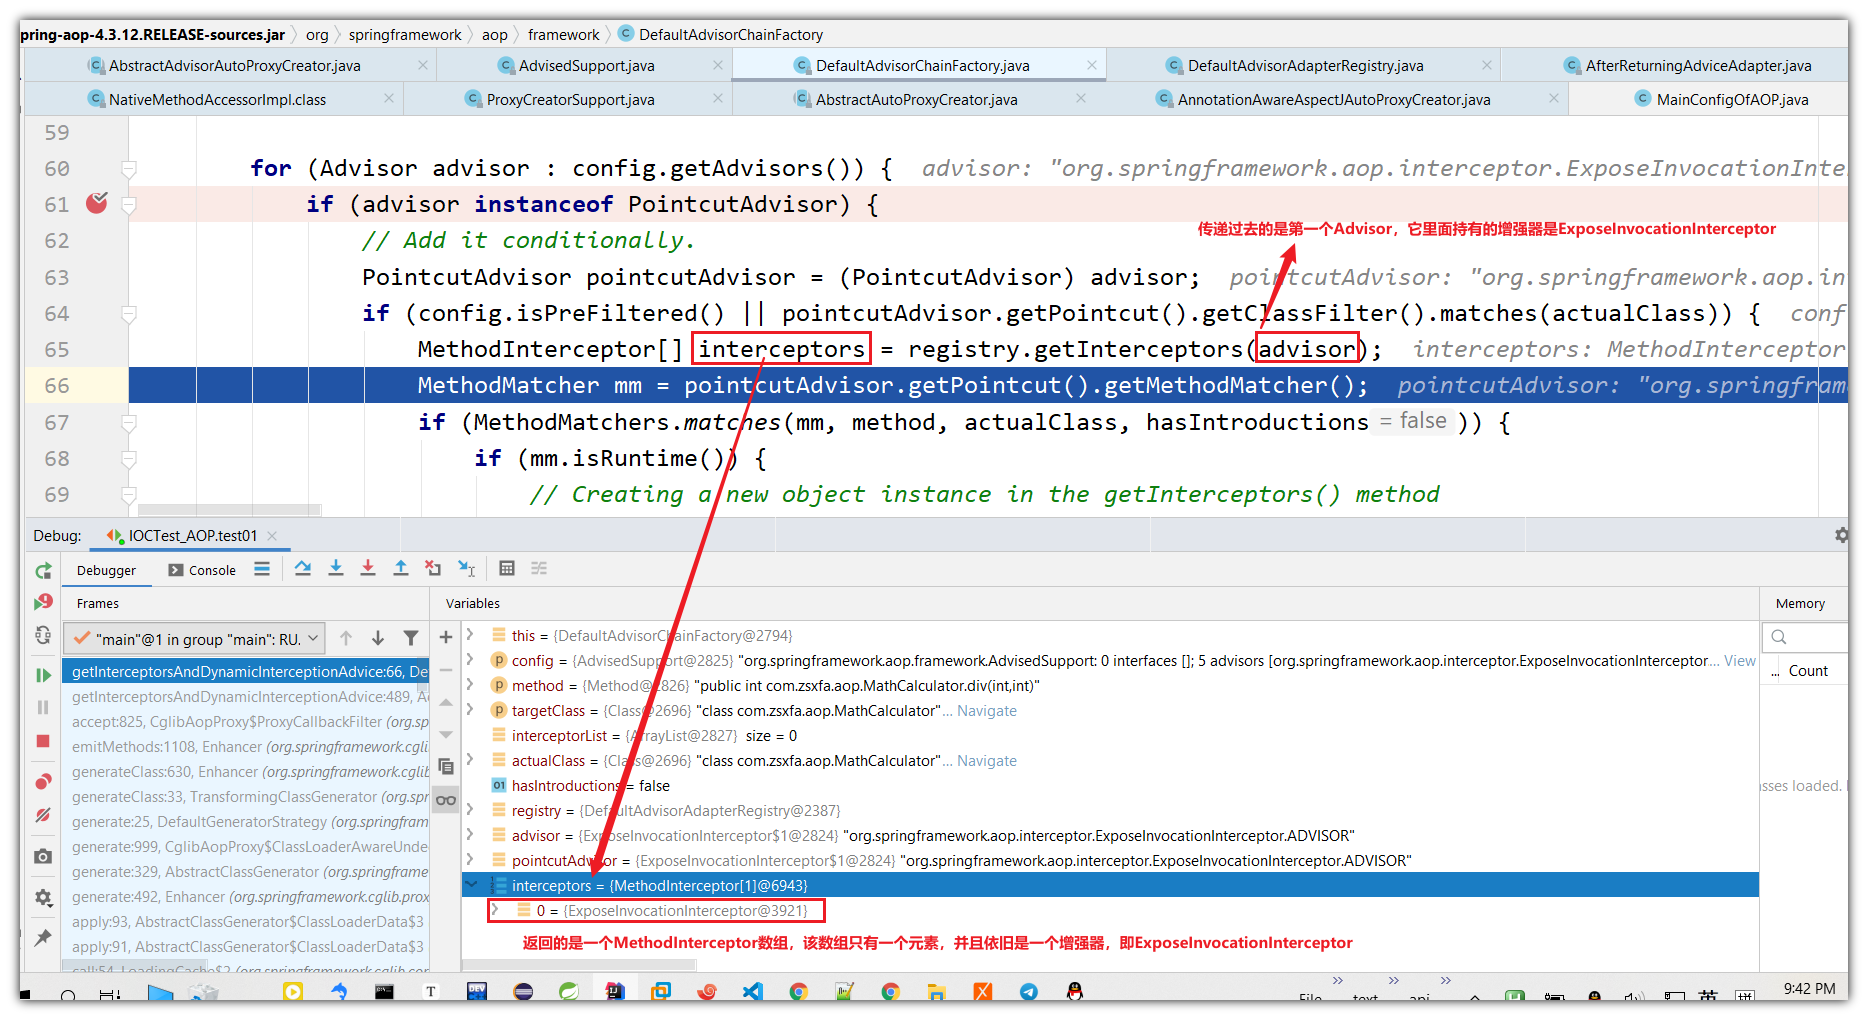 pring-aop-4.3.12.RELEASE-sources.jar org springframework aop framework DefaultAdvisorChainFactory
AbstractAdvisorAutoProxyCreator.java AdvisedSupport.java DefaultAdvisorChainFactory.java DefaultAdvisorAdapterRegistry.java AfterReturningAdviceAdapter.java
NativeMethodAccessorImpl.class ProxyCreatorSupport.java AbstractAutoProxyCreator.java AnnotationAwareAspectJAutoProxyCreator.java MainConfigOfAOP.java
59
60 for (Advisor advisor : config.getAdvisors()) { advisor: "org.springframework.aop.interceptor.ExposeInvocationInte
61 if (advisor instanceof PointcutAdvisor) {
62 // Add it conditionally.
传递过去的是第一个Advisor，它里面持有的增强器是ExposeInvocationInterceptor
63 PointcutAdvisor pointcutAdvisor = (PointcutAdvisor) advisor; pointcutAdvisor: "org.springframework.aop.in
64 if (config.isPreFiltered() || pointcutAdvisor.getPointcut().getClassFilter().matches(actualClass)) { conf
65 MethodInterceptor[] interceptors = registry.getInterceptors(advisor); interceptors: MethodInterceptor
66 MethodMatcher mm = pointcutAdvisor.getPointcut().getMethodMatcher(); pointcutAdvisor: "org.springfram
67 if (MethodMatchers.matches(mm, method, actualClass, hasIntroductions = false )) {
68 if (mm.isRuntime()) {
69 // Creating a new object instance in the getInterceptors() method
Debug: IOCTest_AOP.test01
Debugger Console
Frames Variables Memory
"main"@1 in group "main": RU.
getInterceptorsAndDynamicInterceptionAdvice:66, De
getInterceptorsAndDynamicInterceptionAdvice:489, A
accept:825, CglibAopProxy$ProxyCallbackFilter (org.sp
emitMethods:1108, Enhancer (org.springframework.cglib
generateClass:630, Enhancer (org.springframework.cglib
generateClass:33, TransformingClassGenerator (org.spr
generate:25, DefaultGeneratorStrategy (org.springfram
generate:999, CglibAopProxy$ClassLoaderAwareUnde
generate:329, AbstractClassGenerator (org.springframe
generate:492, Enhancer (org.springframework.cglib.prox
apply:93, AbstractClassGenerator$ClassLoaderData$3
apply:91, AbstractClassGenerator$ClassLoaderData$3
call:54, LoadingCache$2 (org.springframework.cglib.co
this = {DefaultAdvisorChainFactory@2794}
config = {AdvisedSupport@2825} "org.springframework.aop.framework.AdvisedSupport: 0 interfaces []; 5 advisors [org.springframework.aop.interceptor.ExposeInvocationInterceptor... View
method = {Method@2826} "public int com.zsxfa.aop.MathCalculator.div(int,int)"
targetClass = {Class@2696} "class com.zsxfa.aop.MathCalculator"... Navigate
interceptorList = {ArrayList@2827} size = 0
actualClass = {Class@2696} "class com.zsxfa.aop.MathCalculator"... Navigate
hasIntroductions = false
registry = {DefaultAdvisorAdapterRegistry@2387}
advisor = {ExposeInvocationInterceptor$1@2824} "org.springframework.aop.interceptor.ExposeInvocationInterceptor.ADVISOR"
pointcutAdvisor = {ExposeInvocationInterceptor$1@2824} "org.springframework.aop.interceptor.ExposeInvocationInterceptor.ADVISOR"
interceptors = {MethodInterceptor[1]@6943}
0 = {ExposeInvocationInterceptor@3921}
返回的是一个MethodInterceptor数组，该数组只有一个元素，并且依旧是一个增强器，即ExposeInvocationInterceptor
... Count
sses loaded.
9:42 PM
英 拼